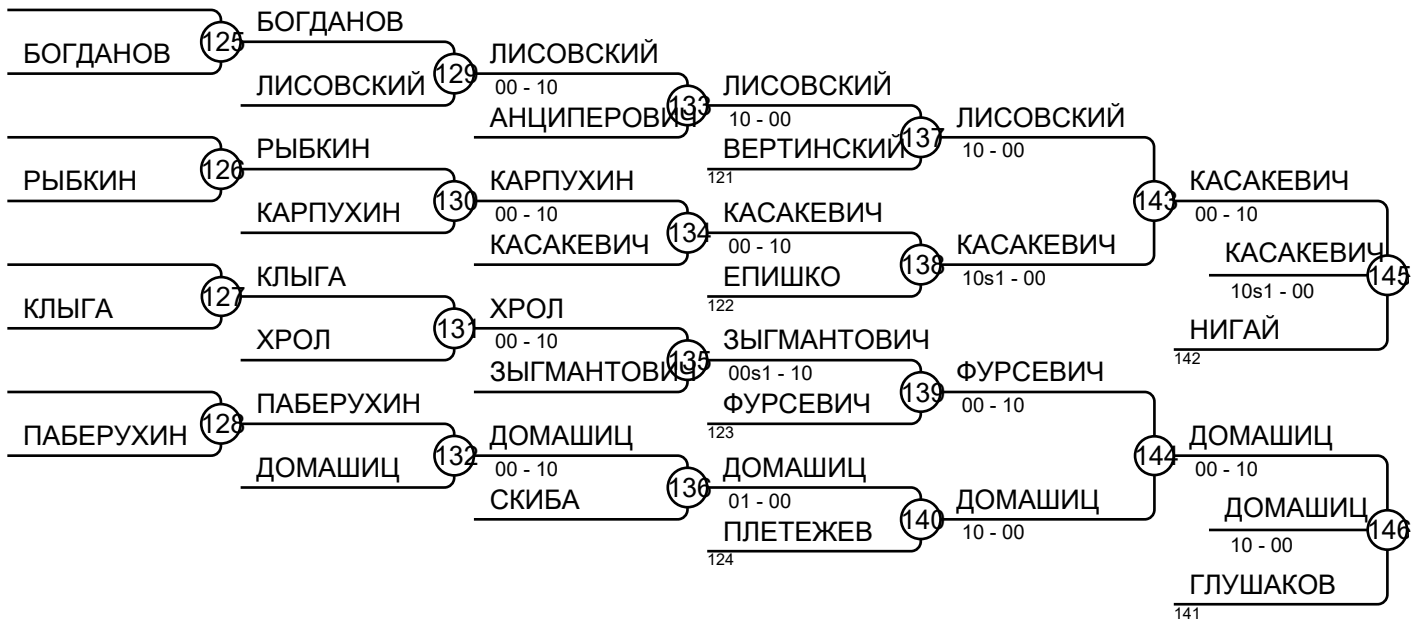 БОГДАНОВ
125
БОГДАНОВ
ЛИСОВСКИЙ
129
ЛИСОВСКИЙ
00 - 10
АНЦИПЕРОВИЧ
133
ЛИСОВСКИЙ
10 - 00
ВЕРТИНСКИЙ
121
137
ЛИСОВСКИЙ
10 - 00
РЫБКИН
126
РЫБКИН
КАРПУХИН
130
КАРПУХИН
00 - 10
КАСАКЕВИЧ
134
КАСАКЕВИЧ
00 - 10
ЕПИШКО
122
138
КАСАКЕВИЧ
10s1 - 00
143
КАСАКЕВИЧ
00 - 10
КАСАКЕВИЧ
10s1 - 00
145
НИГАЙ
142
КЛЫГА
127
КЛЫГА
ХРОЛ
131
ХРОЛ
00 - 10
ЗЫГМАНТОВИЧ
135
ЗЫГМАНТОВИЧ
00s1 - 10
ФУРСЕВИЧ
123
139
ФУРСЕВИЧ
00 - 10
ПАБЕРУХИН
128
ПАБЕРУХИН
ДОМАШИЦ
132
ДОМАШИЦ
00 - 10
СКИБА
136
ДОМАШИЦ
01 - 00
ПЛЕТЕЖЕВ
124
140
ДОМАШИЦ
10 - 00
144
ДОМАШИЦ
00 - 10
ДОМАШИЦ
10 - 00
146
ГЛУШАКОВ
141